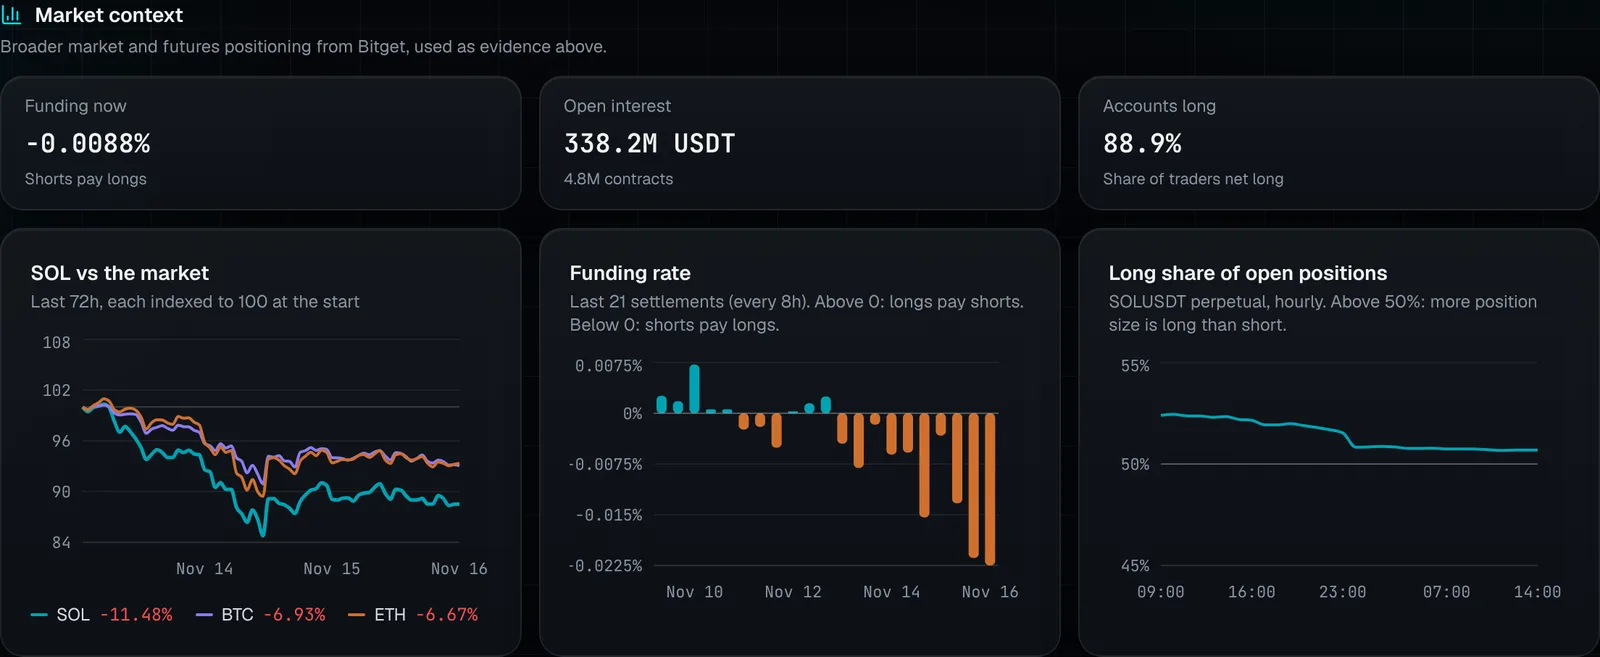 Market context
Broader market and futures positioning from Bitget, used as evidence above.
Funding now
-0.0088%
Shorts pay longs
Open interest
338.2M USDT
4.8M contracts
Accounts long
88.9%
Share of traders net long
SOL vs the market
Last 72h, each indexed to 100 at the start
108
102
96
90
84
Nov 14
Nov 15
Nov 16
SOL -11.48%
BTC -6.93%
ETH -6.67%
Funding rate
Last 21 settlements (every 8h). Above 0: longs pay shorts.
Below 0: shorts pay longs.
0.0075%
0%
-0.0075%
-0.015%
-0.0225%
Nov 10
Nov 12
Nov 14
Nov 16
Long share of open positions
SOLUSDT perpetual, hourly. Above 50%: more position
size is long than short.
55%
50%
45%
09:00
16:00
23:00
07:00
14:00